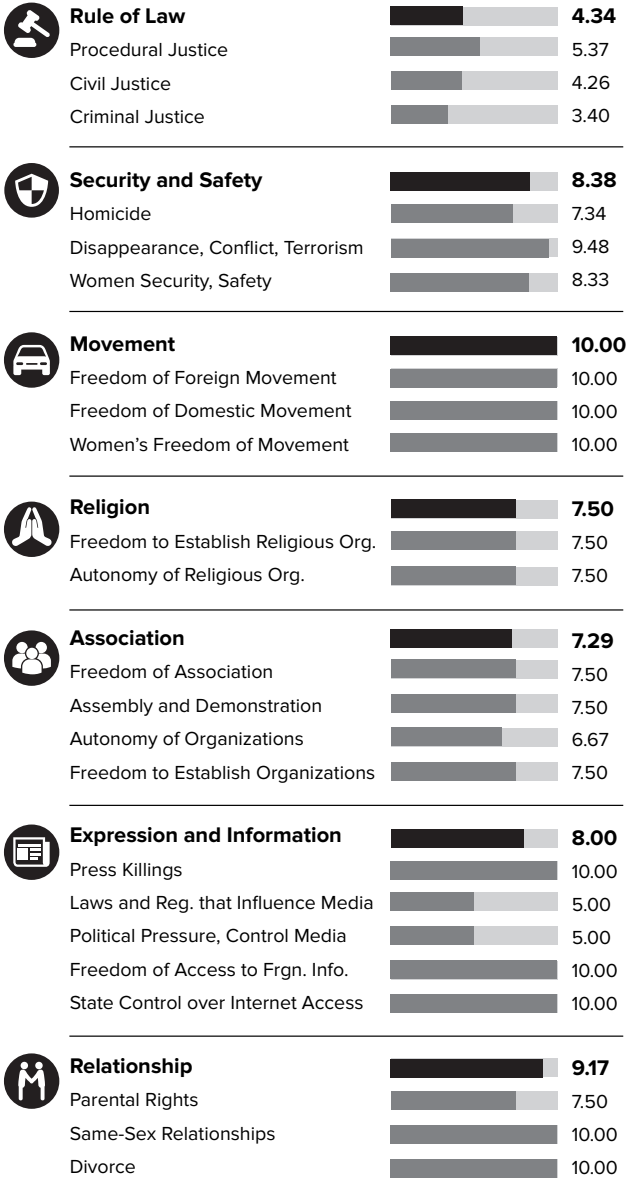 Rule of Law 4.34
Procedural Justice 5.37
Civil Justice 4.26
Criminal Justice 3.40
Security and Safety 8.38
Homicide 7.34
Disappearance, Conflict, Terrorism 9.48
Women Security, Safety 8.33
Movement 10.00
Freedom of Foreign Movement 10.00
Freedom of Domestic Movement 10.00
Women’s Freedom of Movement 10.00
Religion 7.50
Freedom to Establish Religious Org. 7.50
Autonomy of Religious Org. 7.50
Association 7.29
Freedom of Association 7.50
Assembly and Demonstration 7.50
Autonomy of Organizations 6.67
Freedom to Establish Organizations 7.50
Expression and Information 8.00
Press Killings 10.00
Laws and Reg. that Influence Media 5.00
Political Pressure, Control Media 5.00
Freedom of Access to Frgn. Info. 10.00
State Control over Internet Access 10.00
Relationship 9.17
Parental Rights 7.50
Same-Sex Relationships 10.00
Divorce 10.00